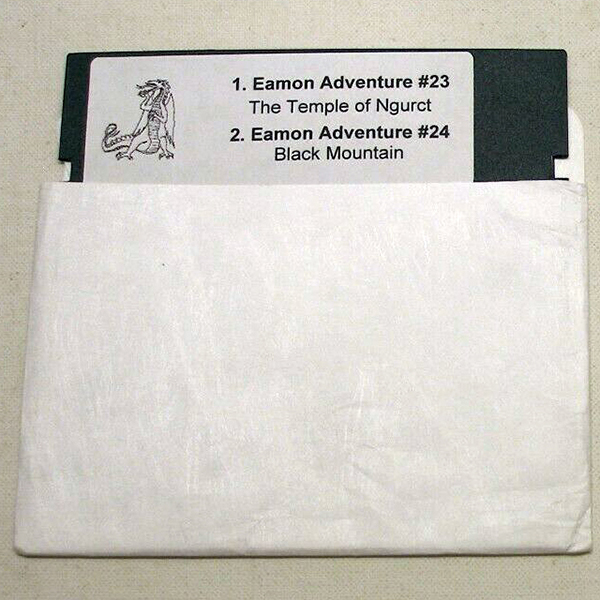 1. Eamon Adventure #23
The Temple of Ngurct
2. Eamon Adventure #24
Black Mountain